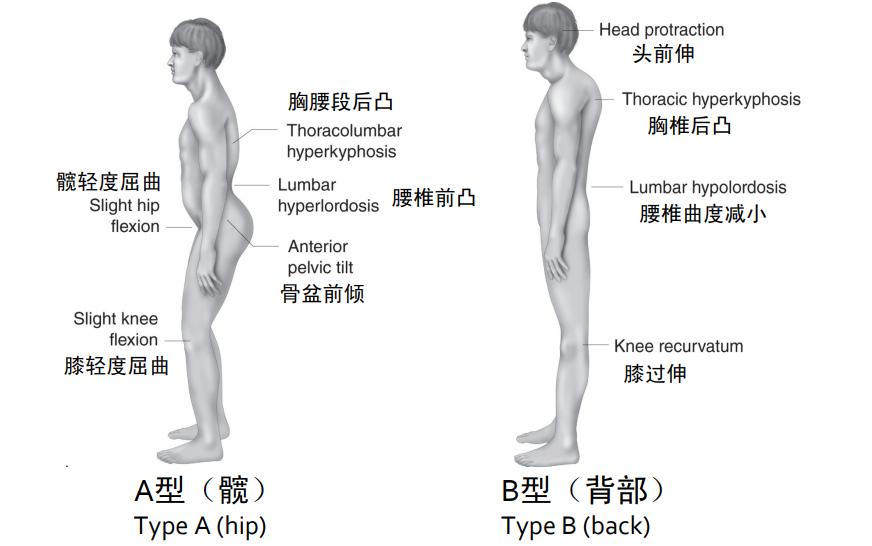 胸腰段后凸
Thoracolumbar
hyperkyphosis
髋轻度屈曲
Slight hip
flexion
Lumbar
hyperlordosis
腰椎前凸
Anterior
pelvic tilt
骨盆前倾
Slight knee
flexion
膝轻度屈曲
A型（髋）
Type A (hip)
Head protraction
头前伸
Thoracic hyperkyphosis
胸椎后凸
Lumbar hypolordosis
腰椎曲度减小
Knee recurvatum
膝过伸
B型（背部）
Type B (back)